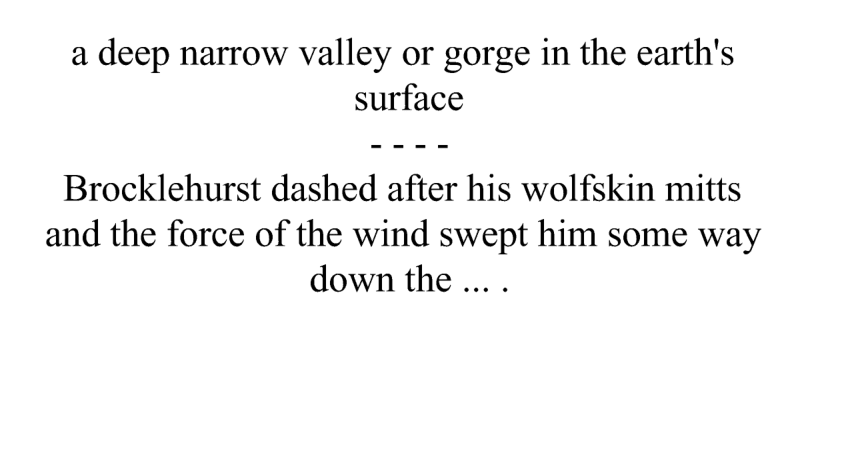 a deep narrow valley or gorge in the earth's
surface
- - - -
Brocklehurst dashed after his wolfskin mitts
and the force of the wind swept him some way
down the ... .